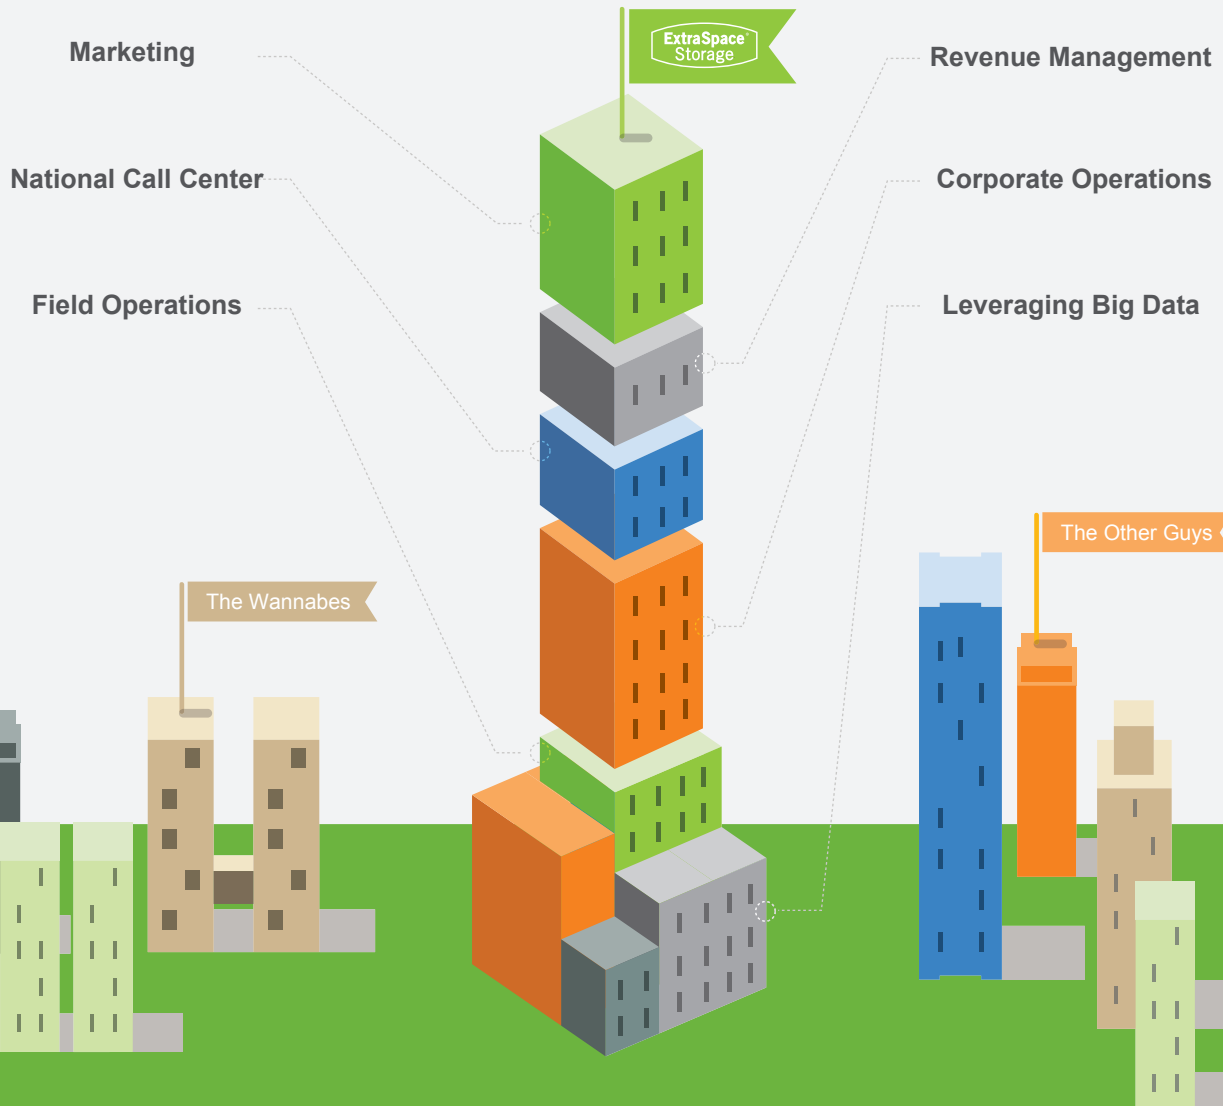 Marketing
ExtraSpace
Storage
Revenue Management
National Call Center
Corporate Operations
Field Operations
Leveraging Big Data
The Other Guys
The Wannabes